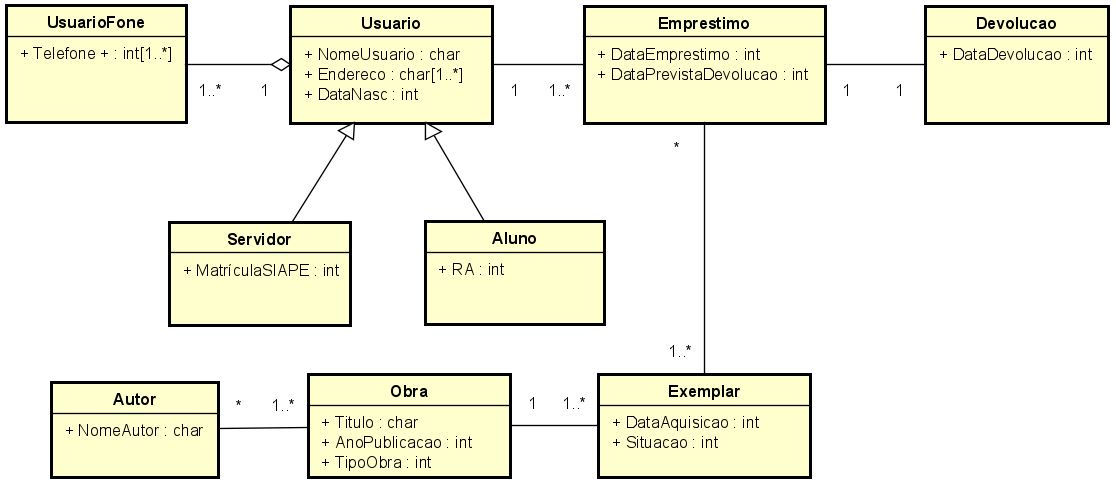 UsuarioFone
+ Telefone + : int[1..*]
1..*
1
Usuario
+ NomeUsuario : char
+ Endereco : char[1..*]
+ DataNasc : int
1
1..*
Emprestimo
+ DataEmprestimo : int
+ DataPrevistaDevolucao : int
1
1
Devolucao
+ DataDevolucao : int
*
Servidor
+ MatrículaSIAPE : int
Aluno
+ RA : int
1..*
Autor
+ NomeAutor : char
*
1..*
Obra
+ Titulo : char
+ AnoPublicacao : int
+ TipoObra : int
1
1..*
Exemplar
+ DataAquisicao : int
+ Situacao : int